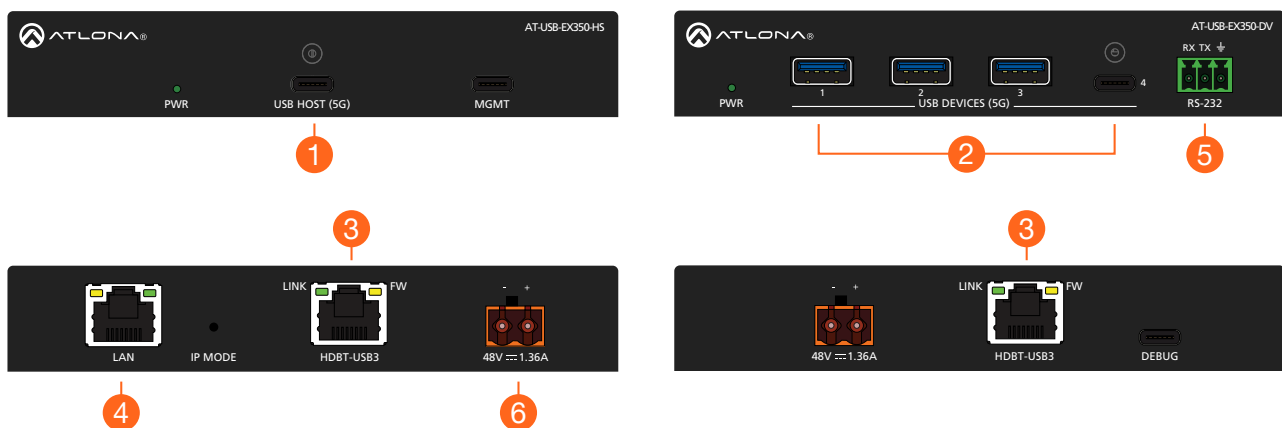 ATLONA®
AT-USB-EX350-HS
PWR
USB HOST (5G)
MGMT
1
ATLONA®
AT-USB-EX350-DV
RX TX
PWR
1
2
3
4
USB DEVICES (5G)
RS-232
2
5
3
LINK
FW
- +
LAN
IP MODE
HDBT-USB3
48V ⎓ 1.36A
4
6
3
- +
LINK
FW
48V ⎓ 1.36A
HDBT-USB3
DEBUG